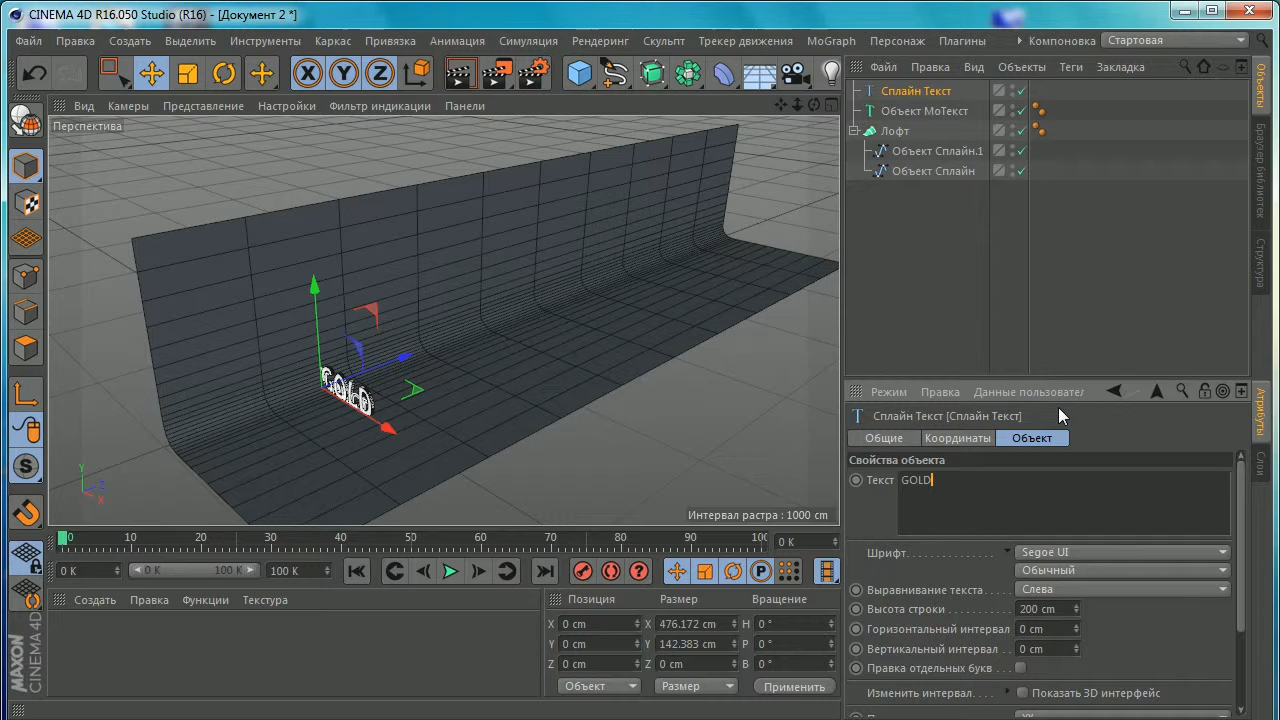 CINEMA 4D R16.050 Studio (R16) - [Документ 2 *]
Файл Правка Создать Выделить Инструменты Каркас Привязка Анимация Симуляция Рендеринг Скульпт Трекер движения MoGraph Персонаж Плагины Компоновка Стартовая
X Y Z
Файл Правка Вид Объекты Теги Закладка
Сплайн Текст
Объект МоТекст
Лофт
Объект Сплайн.1
Объект Сплайн
Объекты
Браузер библиотек
Структура
Вид Камеры Представление Настройки Фильтр индикации Панели
Перспектива
GOLD
Y
Z
X
Интервал растра : 1000 cm
Режим Правка Данные пользовател
Сплайн Текст [Сплайн Текст]
Общие Координаты Объект
Свойства объекта
Текст GOLD
Шрифт Segoe UI
Обычный
Выравнивание текста Слева
Высота строки 200 cm
Горизонтальный интервал 0 cm
Вертикальный интервал 0 cm
Правка отдельных букв
Изменить интервал Показать 3D интерфейс
Атрибуты
Слои
0 10 20 30 40 50 60 70 80 90 100 0 K
0 K 0 K 100 K 100 K
P
S
Создать Правка Функции Текстура
Позиция Размер Вращение
X 0 cm X 476.172 cm H 0 °
Y 0 cm Y 142.383 cm P 0 °
Z 0 cm Z 0 cm B 0 °
Объект Размер Применить
MAXON
CINEMA 4D